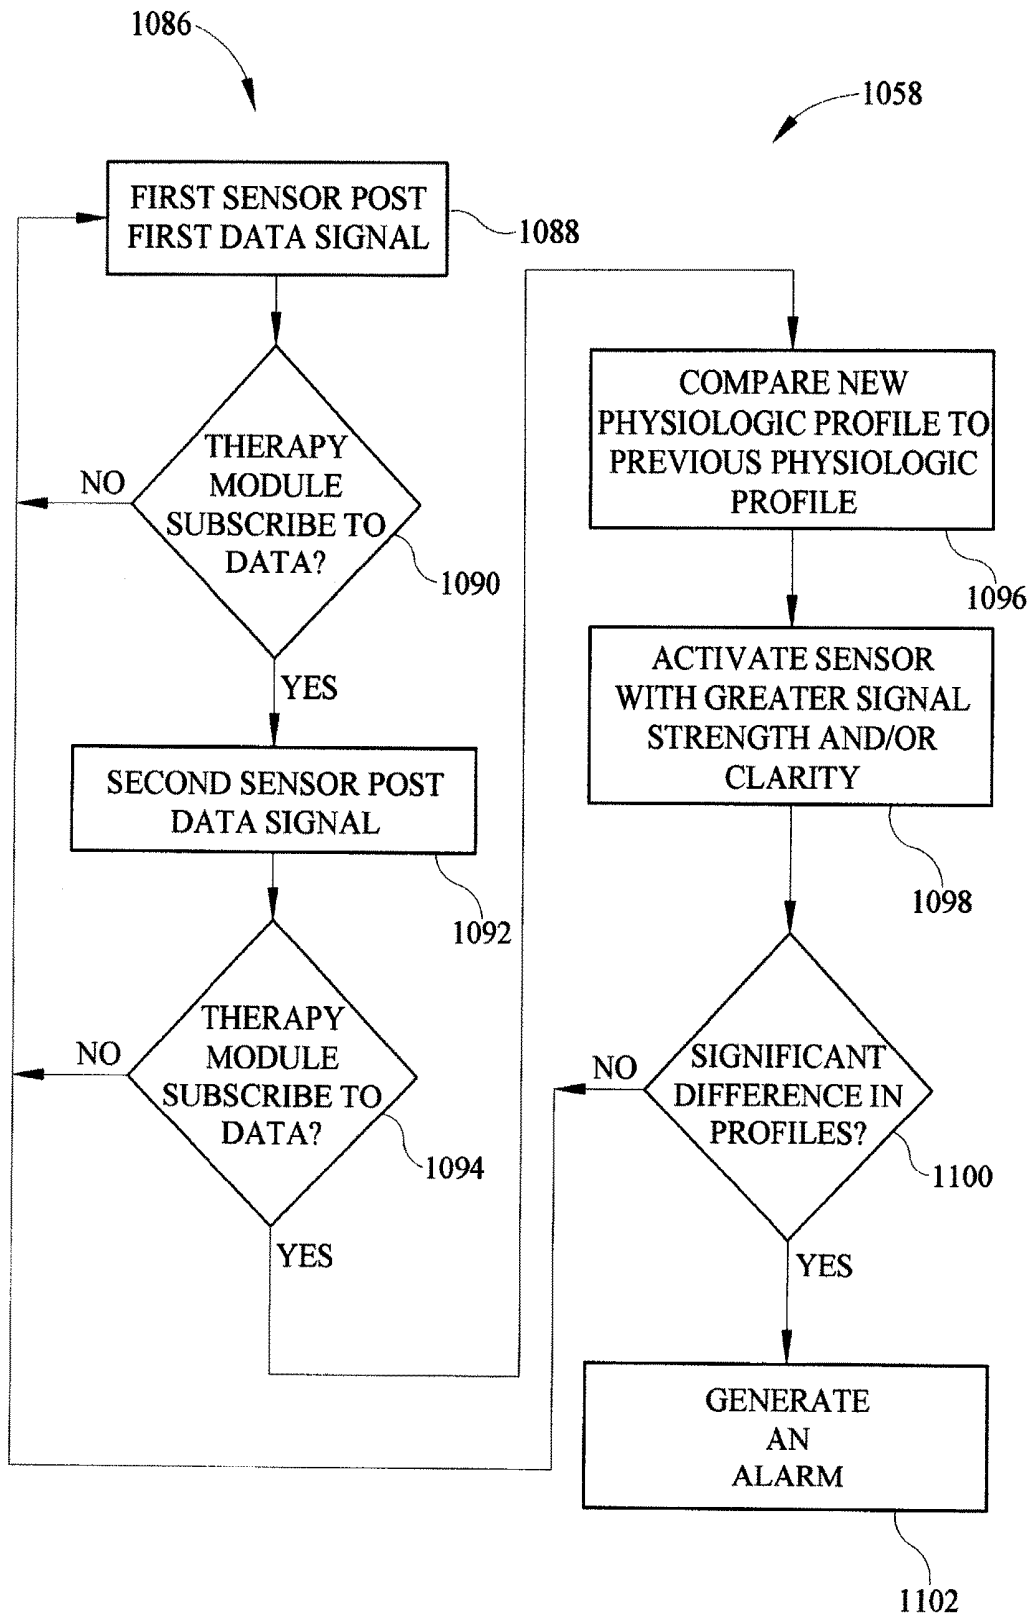 1086
1058
FIRST SENSOR POST
FIRST DATA SIGNAL
1088
THERAPY
MODULE
SUBSCRIBE TO
DATA?
NO
1090
YES
SECOND SENSOR POST
DATA SIGNAL
1092
THERAPY
MODULE
SUBSCRIBE TO
DATA?
NO
1094
YES
COMPARE NEW
PHYSIOLOGIC PROFILE TO
PREVIOUS PHYSIOLOGIC
PROFILE
1096
ACTIVATE SENSOR
WITH GREATER SIGNAL
STRENGTH AND/OR
CLARITY
1098
SIGNIFICANT
DIFFERENCE IN
PROFILES?
NO
1100
YES
GENERATE
AN
ALARM
1102